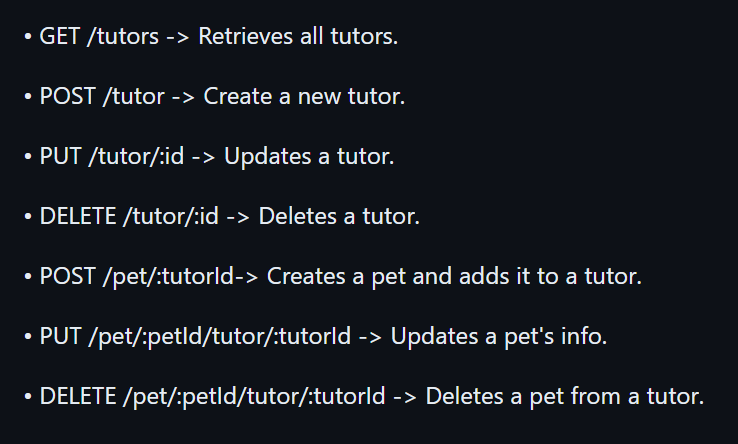 • GET /tutors -> Retrieves all tutors.
• POST /tutor -> Create a new tutor.
• PUT /tutor/:id -> Updates a tutor.
• DELETE /tutor/:id -> Deletes a tutor.
• POST /pet/:tutorId-> Creates a pet and adds it to a tutor.
• PUT /pet/:petId/tutor/:tutorId -> Updates a pet's info.
• DELETE /pet/:petId/tutor/:tutorId -> Deletes a pet from a tutor.